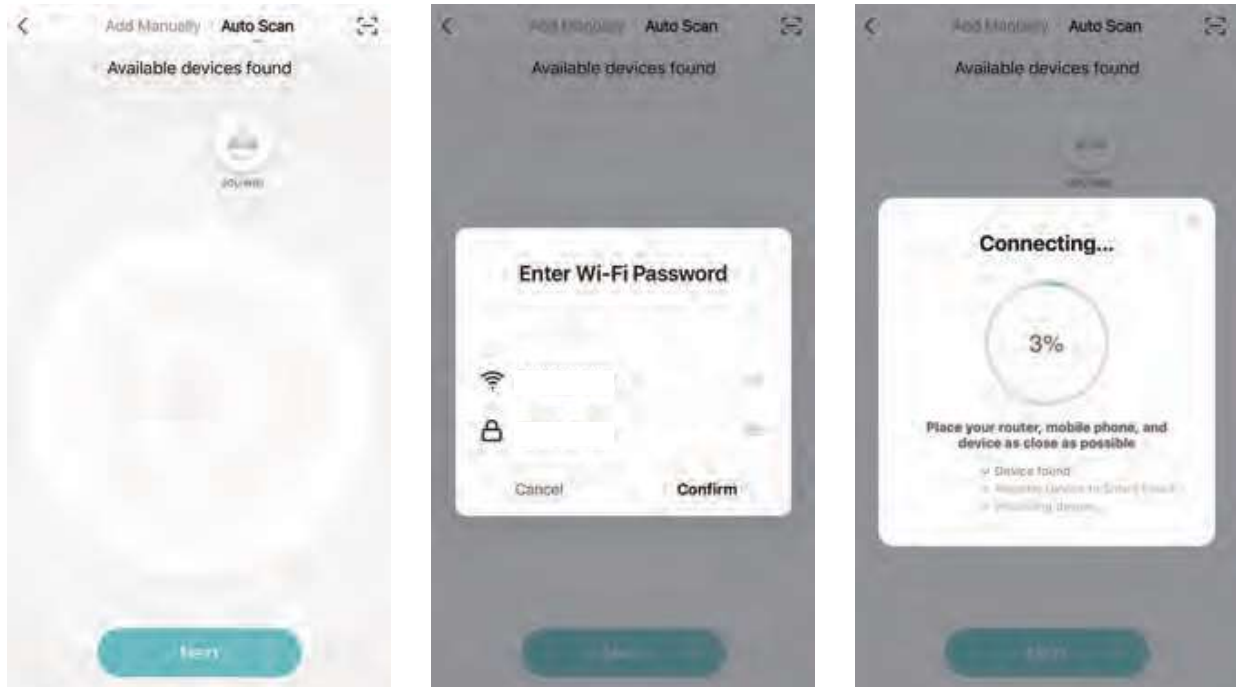 Add Manually Auto Scan
Available devices found
Next
Auto Scan
Available devices found
Enter Wi-Fi Password
Cancel Confirm
Auto Scan
Available devices found
Connecting...
3%
Place your router, mobile phone, and
device as close as possible
Device found